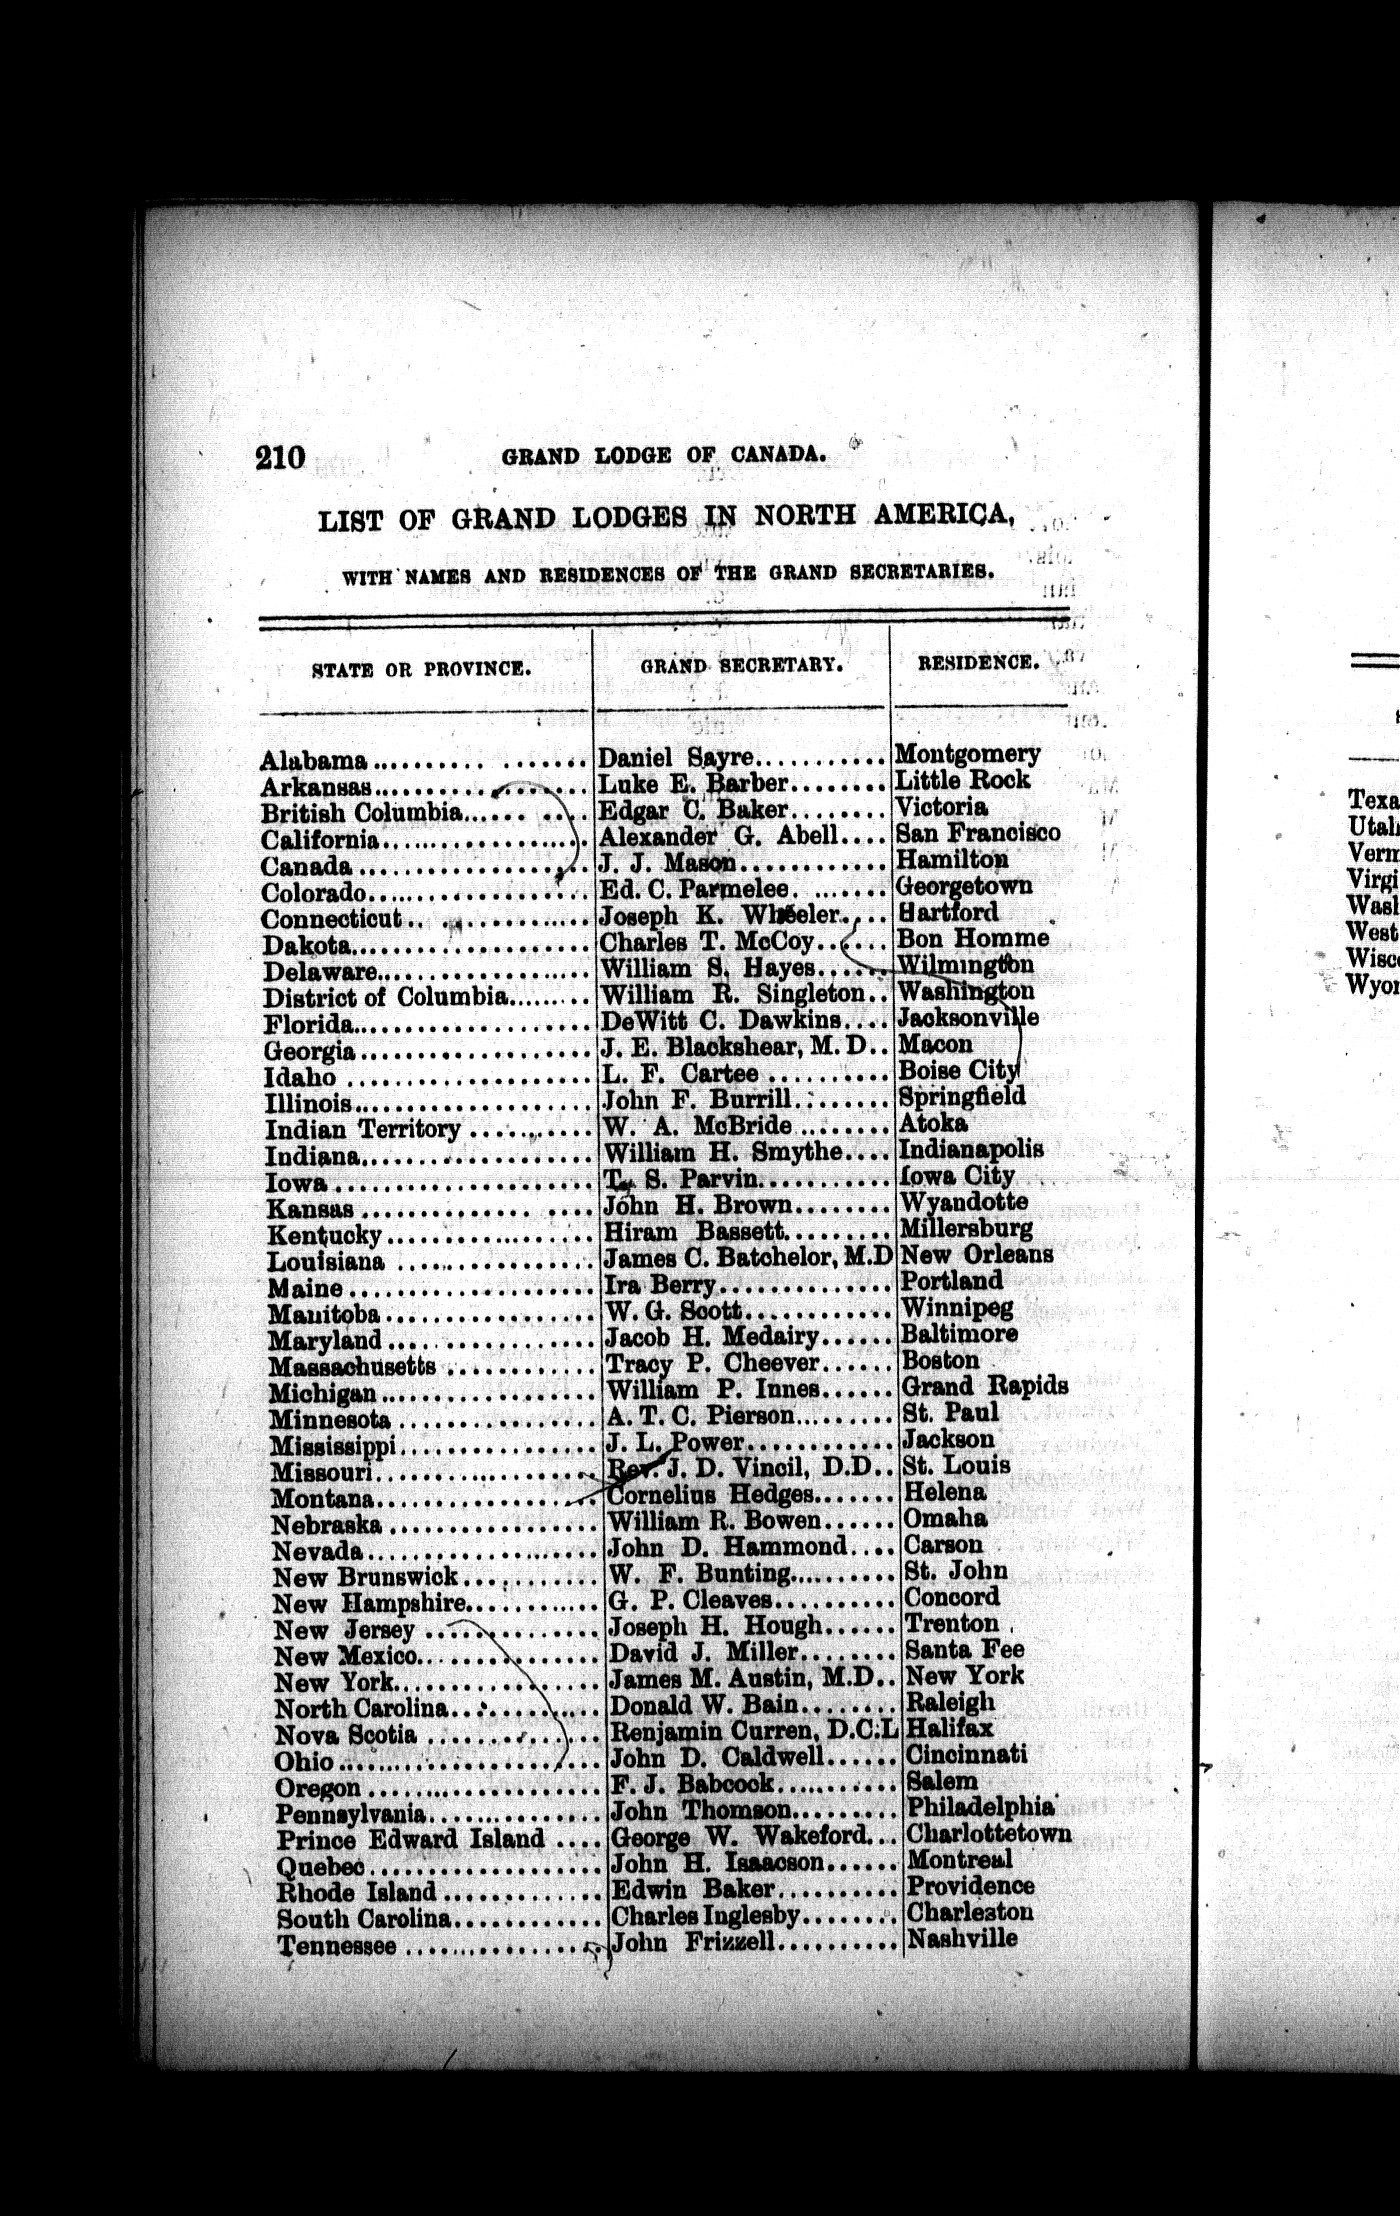 210 GRAND LODGE OF CANADA.
LIST OF GRAND LODGES IN NORTH AMERICA,
WITH NAMES AND RESIDENCES OF THE GRAND SECRETARIES.
STATE OR PROVINCE. GRAND SECRETARY. RESIDENCE.
Alabama Daniel Sayre Montgomery
Arkansas Luke E. Barber Little Rock
British Columbia Edgar C. Baker Victoria
California Alexander G. Abell San Francisco
Canada J. J. Mason Hamilton
Colorado Ed. C. Parmelee Georgetown
Connecticut Joseph K. Wheeler Hartford
Dakota Charles T. McCoy Bon Homme
Delaware William S. Hayes Wilmington
District of Columbia William R. Singleton Washington
Florida DeWitt C. Dawkins Jacksonville
Georgia J. E. Blackshear, M. D. Macon
Idaho L. F. Cartee Boise City
Illinois John F. Burrill Springfield
Indian Territory W. A. McBride Atoka
Indiana William H. Smythe Indianapolis
Iowa T. S. Parvin Iowa City
Kansas John H. Brown Wyandotte
Kentucky Hiram Bassett Millersburg
Louisiana James C. Batchelor, M.D New Orleans
Maine Ira Berry Portland
Manitoba W. G. Scott Winnipeg
Maryland Jacob H. Medairy Baltimore
Massachusetts Tracy P. Cheever Boston
Michigan William P. Innes Grand Rapids
Minnesota A. T. C. Pierson St. Paul
Mississippi J. L. Power Jackson
Missouri Rev. J. D. Vincil, D.D. St. Louis
Montana Cornelius Hedges Helena
Nebraska William R. Bowen Omaha
Nevada John D. Hammond Carson
New Brunswick W. F. Bunting St. John
New Hampshire G. P. Cleaves Concord
New Jersey Joseph H. Hough Trenton
New Mexico David J. Miller Santa Fee
New York James M. Austin, M.D. New York
North Carolina Donald W. Bain Raleigh
Nova Scotia Renjamin Curren, D.C.L Halifax
Ohio John D. Caldwell Cincinnati
Oregon F. J. Babcock Salem
Pennsylvania John Thomson Philadelphia
Prince Edward Island George W. Wakeford Charlottetown
Quebec John H. Isaacson Montreal
Rhode Island Edwin Baker Providence
South Carolina Charles Inglesby Charleston
Tennessee John Frizzell Nashville
Texa
Utah
Verm
Virgi
Wash
West
Wisc
Wyor